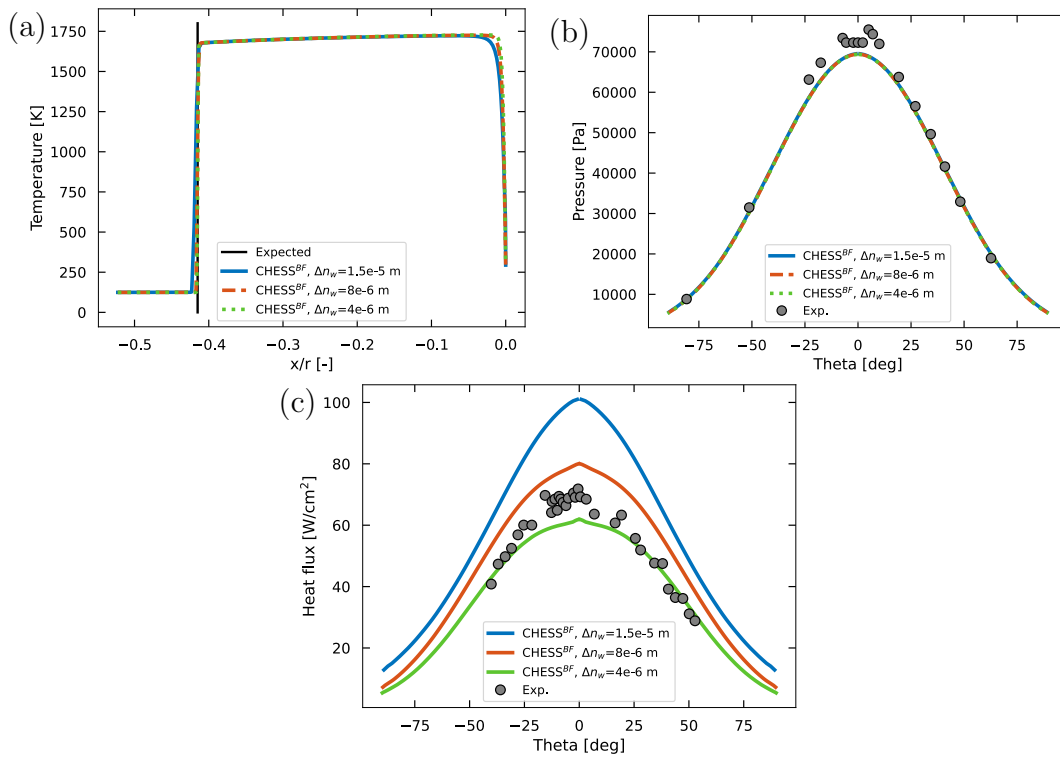 (a)
Temperature [K]
1750
1500
1250
1000
750
500
250
0
Expected
CHESS^BF, Δn_w=1.5e-5 m
CHESS^BF, Δn_w=8e-6 m
CHESS^BF, Δn_w=4e-6 m
−0.5 −0.4 −0.3 −0.2 −0.1 0.0
x/r [-]
(b)
Pressure [Pa]
70000
60000
50000
40000
30000
20000
10000
CHESS^BF, Δn_w=1.5e-5 m
CHESS^BF, Δn_w=8e-6 m
CHESS^BF, Δn_w=4e-6 m
Exp.
−75 −50 −25 0 25 50 75
Theta [deg]
(c)
Heat flux [W/cm²]
100
80
60
40
20
CHESS^BF, Δn_w=1.5e-5 m
CHESS^BF, Δn_w=8e-6 m
CHESS^BF, Δn_w=4e-6 m
Exp.
−75 −50 −25 0 25 50 75
Theta [deg]